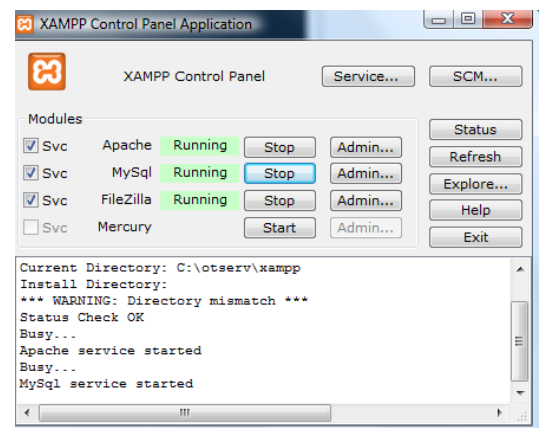 XAMPP Control Panel Application
XAMPP Control Panel Service... SCM...
Modules
Svc Apache Running Stop Admin...
Svc MySql Running Stop Admin...
Svc FileZilla Running Stop Admin...
Svc Mercury Start Admin...
Status
Refresh
Explore...
Help
Exit
Current Directory: C:\otserv\xampp
Install Directory:
*** WARNING: Directory mismatch ***
Status Check OK
Busy...
Apache service started
Busy...
MySql service started